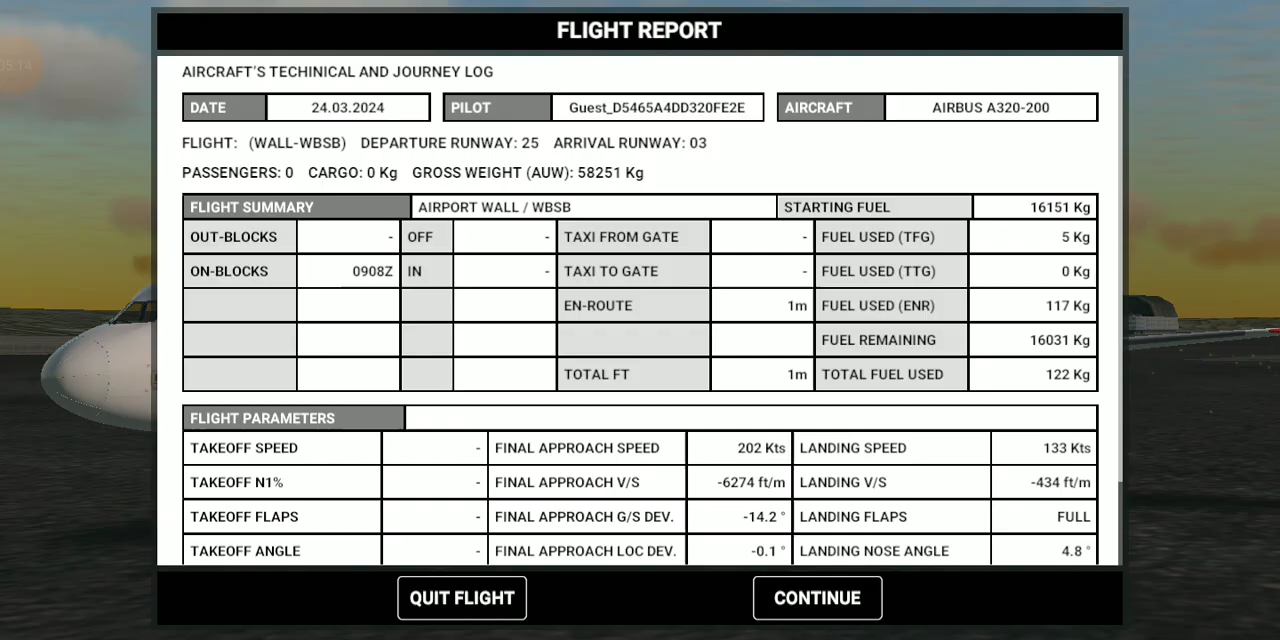 FLIGHT REPORT
05:14
AIRCRAFT'S TECHINICAL AND JOURNEY LOG
DATE 24.03.2024 PILOT Guest_D5465A4DD320FE2E AIRCRAFT AIRBUS A320-200
FLIGHT: (WALL-WBSB) DEPARTURE RUNWAY: 25 ARRIVAL RUNWAY: 03
PASSENGERS: 0 CARGO: 0 Kg GROSS WEIGHT (AUW): 58251 Kg
FLIGHT SUMMARY AIRPORT WALL / WBSB STARTING FUEL 16151 Kg
OUT-BLOCKS - OFF - TAXI FROM GATE - FUEL USED (TFG) 5 Kg
ON-BLOCKS 0908Z IN - TAXI TO GATE - FUEL USED (TTG) 0 Kg
EN-ROUTE 1m FUEL USED (ENR) 117 Kg
FUEL REMAINING 16031 Kg
TOTAL FT 1m TOTAL FUEL USED 122 Kg
FLIGHT PARAMETERS
TAKEOFF SPEED - FINAL APPROACH SPEED 202 Kts LANDING SPEED 133 Kts
TAKEOFF N1% - FINAL APPROACH V/S -6274 ft/m LANDING V/S -434 ft/m
TAKEOFF FLAPS - FINAL APPROACH G/S DEV. -14.2 ° LANDING FLAPS FULL
TAKEOFF ANGLE - FINAL APPROACH LOC DEV. -0.1 ° LANDING NOSE ANGLE 4.8 °
QUIT FLIGHT CONTINUE